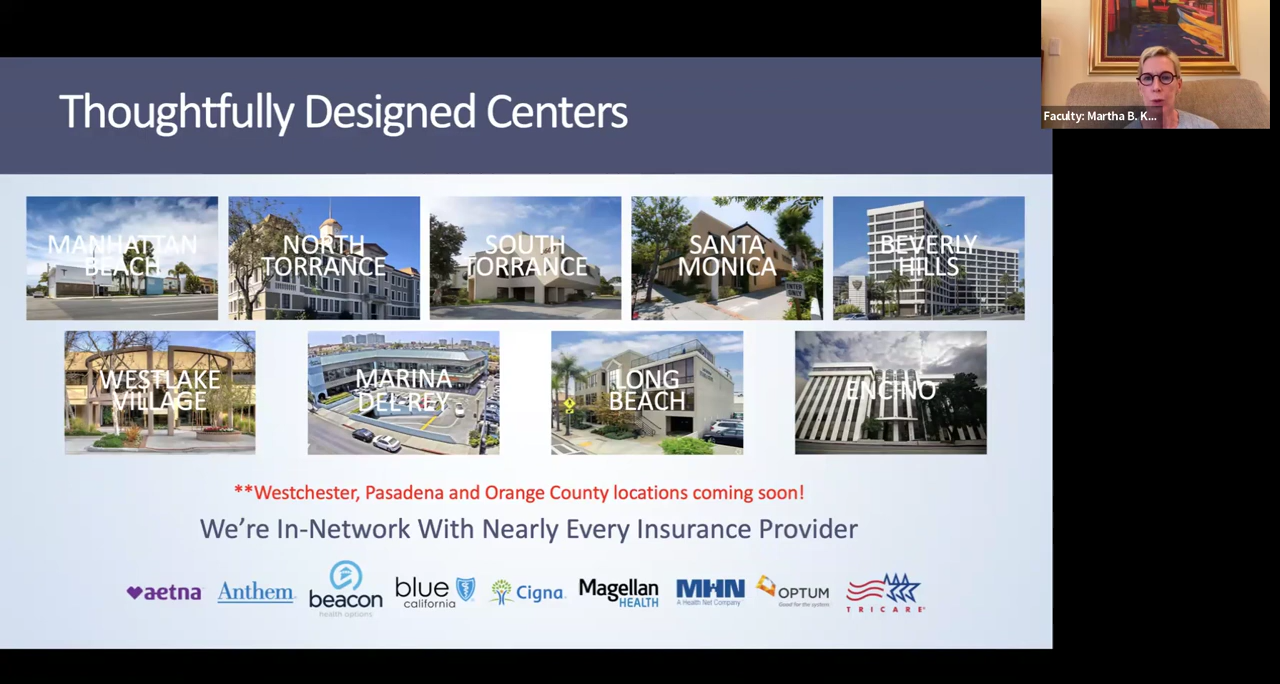 Thoughtfully Designed Centers
Faculty: Martha B. K...
MANHATTAN
BEACH
NORTH
TORRANCE
SOUTH
TORRANCE
SANTA
MONICA
BEVERLY
HILLS
WESTLAKE
VILLAGE
MARINA
DEL REY
LONG
BEACH
ENCINO
**Westchester, Pasadena and Orange County locations coming soon!
We're In-Network With Nearly Every Insurance Provider
aetna
Anthem
beacon
health options
blue
california
Cigna
Magellan
HEALTH
MHN
A Health Net Company
OPTUM
Good for the system
TRICARE